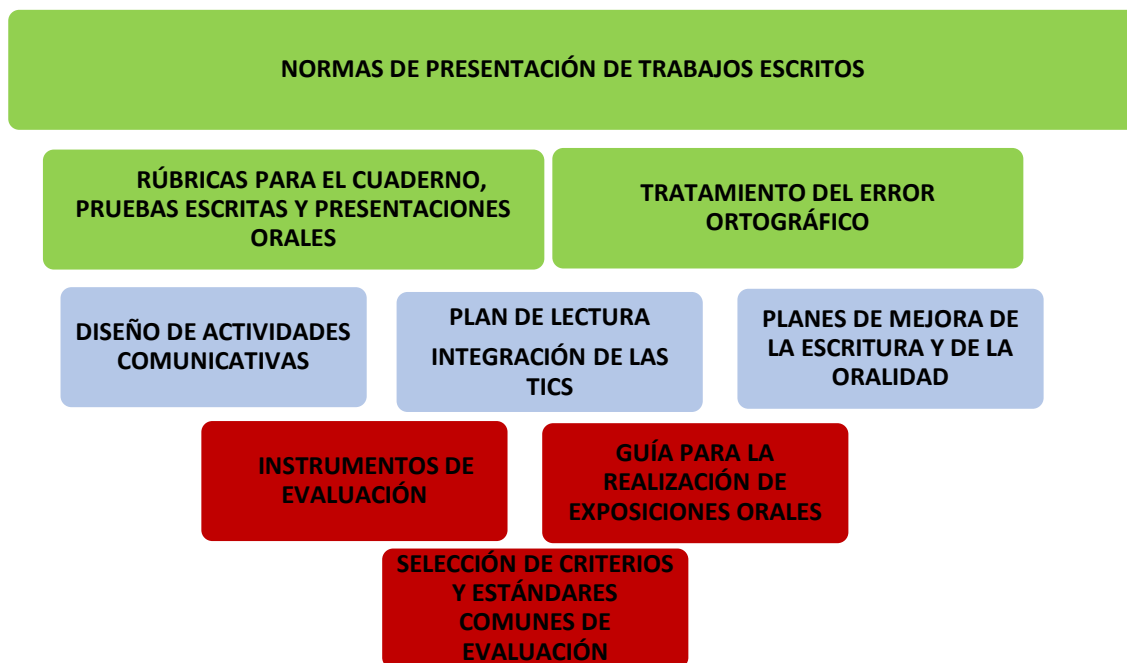 NORMAS DE PRESENTACIÓN DE TRABAJOS ESCRITOS
RÚBRICAS PARA EL CUADERNO,
PRUEBAS ESCRITAS Y PRESENTACIONES
ORALES
TRATAMIENTO DEL ERROR
ORTOGRÁFICO
DISEÑO DE ACTIVIDADES
COMUNICATIVAS
PLAN DE LECTURA
INTEGRACIÓN DE LAS
TICS
PLANES DE MEJORA DE
LA ESCRITURA Y DE LA
ORALIDAD
INSTRUMENTOS DE
EVALUACIÓN
GUÍA PARA LA
REALIZACIÓN DE
EXPOSICIONES ORALES
SELECCIÓN DE CRITERIOS
Y ESTÁNDARES
COMUNES DE
EVALUACIÓN